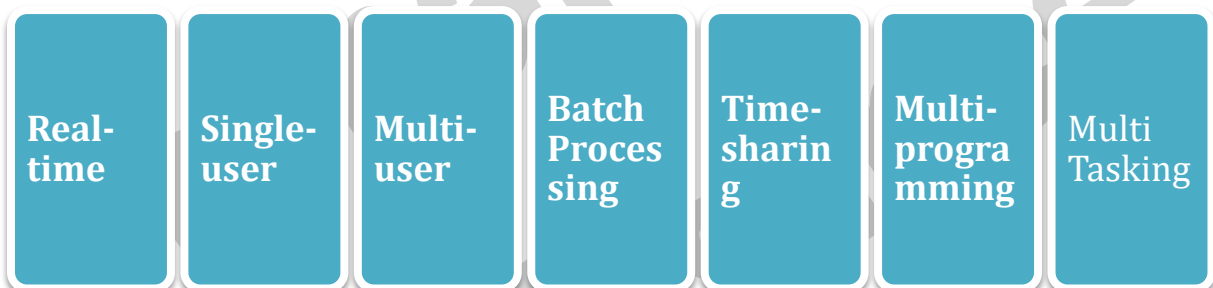 Real-
time
Single-
user
Multi-
user
Batch
Proces
sing
Time-
sharin
g
Multi-
progra
mming
Multi
Tasking